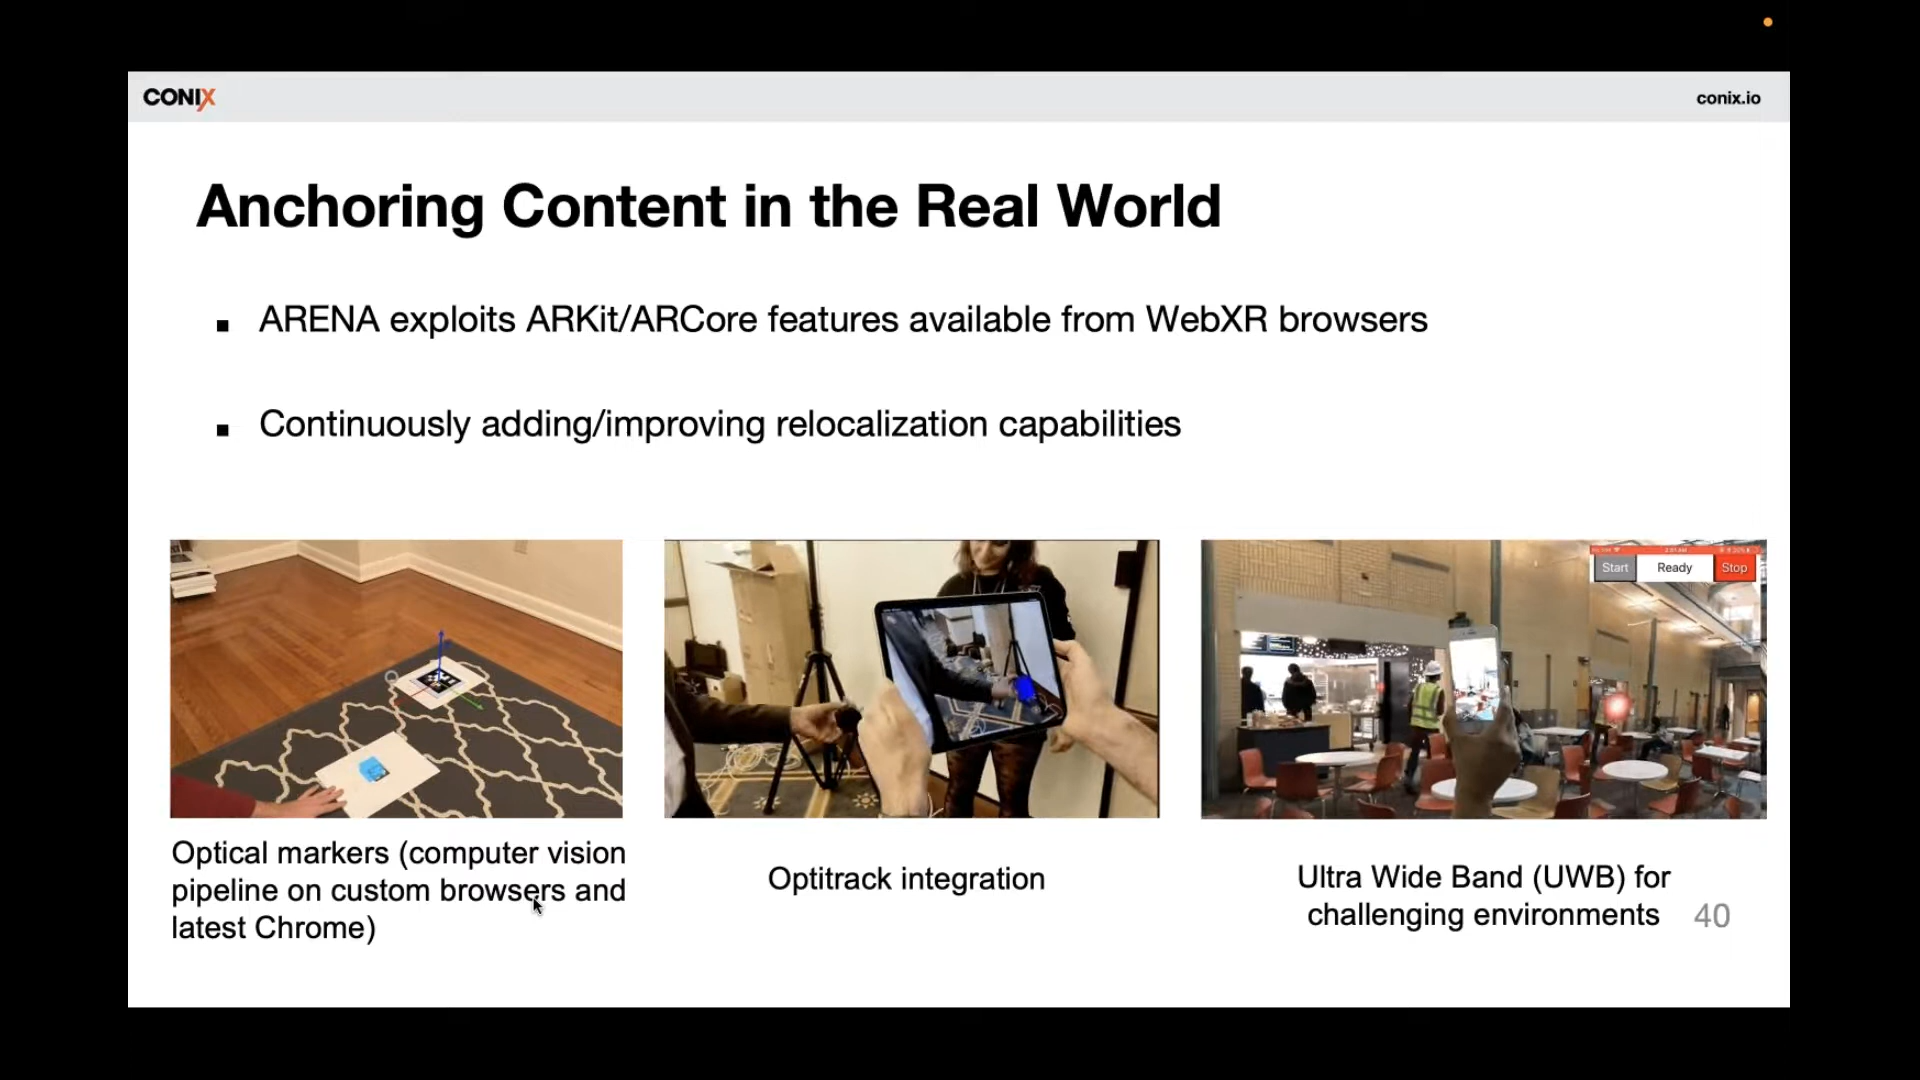 CONIX
conix.io
Anchoring Content in the Real World
ARENA exploits ARKit/ARCore features available from WebXR browsers
Continuously adding/improving relocalization capabilities
Start Ready Stop
Optical markers (computer vision
pipeline on custom browsers and
latest Chrome)
Optitrack integration
Ultra Wide Band (UWB) for
challenging environments
40